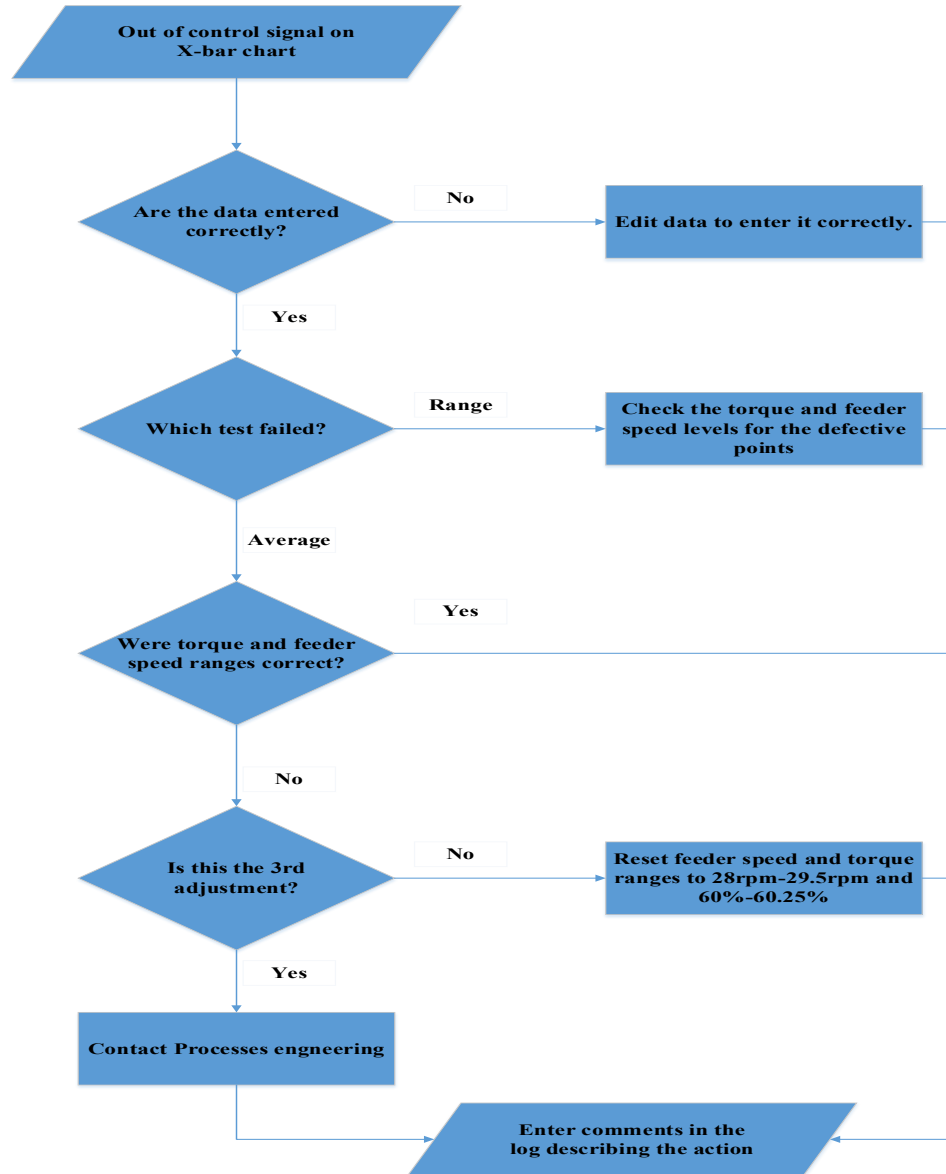 Out of control signal on
X-bar chart
Are the data entered
correctly?
No
Edit data to enter it correctly.
Yes
Which test failed?
Range
Check the torque and feeder
speed levels for the defective
points
Average
Were torque and feeder
speed ranges correct?
Yes
No
Is this the 3rd
adjustment?
No
Reset feeder speed and torque
ranges to 28rpm-29.5rpm and
60%-60.25%
Yes
Contact Processes engneering
Enter comments in the
log describing the action